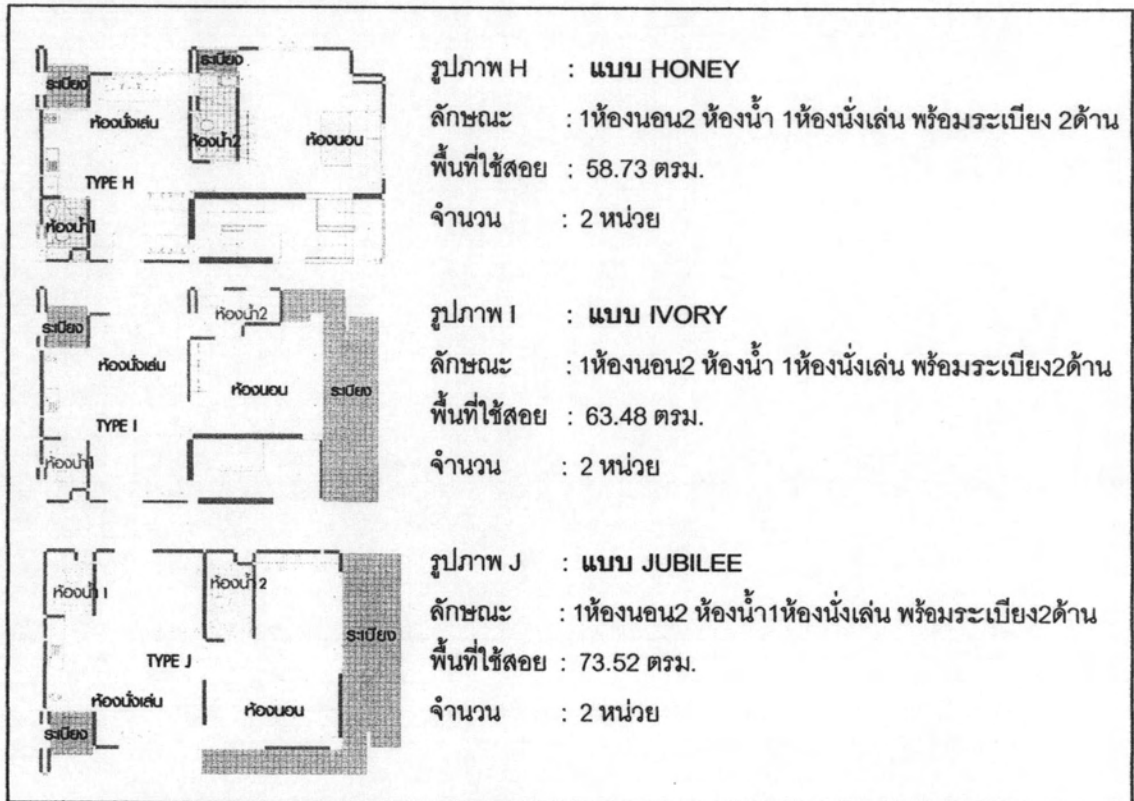 ระเบียง
ระเบียง
ห้องนั่งเล่น
ห้องน้ำ2
ห้องนอน
TYPE H
ห้องน้ำ1
รูปภาพ H : แบบ HONEY
ลักษณะ : 1ห้องนอน2 ห้องน้ำ 1ห้องนั่งเล่น พร้อมระเบียง 2ด้าน
พื้นที่ใช้สอย : 58.73 ตรม.
จำนวน : 2 หน่วย
ห้องน้ำ2
ระเบียง
ห้องนั่งเล่น
ห้องนอน
ระเบียง
TYPE I
ห้องน้ำ1
รูปภาพ I : แบบ IVORY
ลักษณะ : 1ห้องนอน2 ห้องน้ำ 1ห้องนั่งเล่น พร้อมระเบียง2ด้าน
พื้นที่ใช้สอย : 63.48 ตรม.
จำนวน : 2 หน่วย
ห้องน้ำ 1
ห้องน้ำ 2
ระเบียง
TYPE J
ห้องนั่งเล่น
ห้องนอน
ระเบียง
รูปภาพ J : แบบ JUBILEE
ลักษณะ : 1ห้องนอน2 ห้องน้ำ1ห้องนั่งเล่น พร้อมระเบียง2ด้าน
พื้นที่ใช้สอย : 73.52 ตรม.
จำนวน : 2 หน่วย